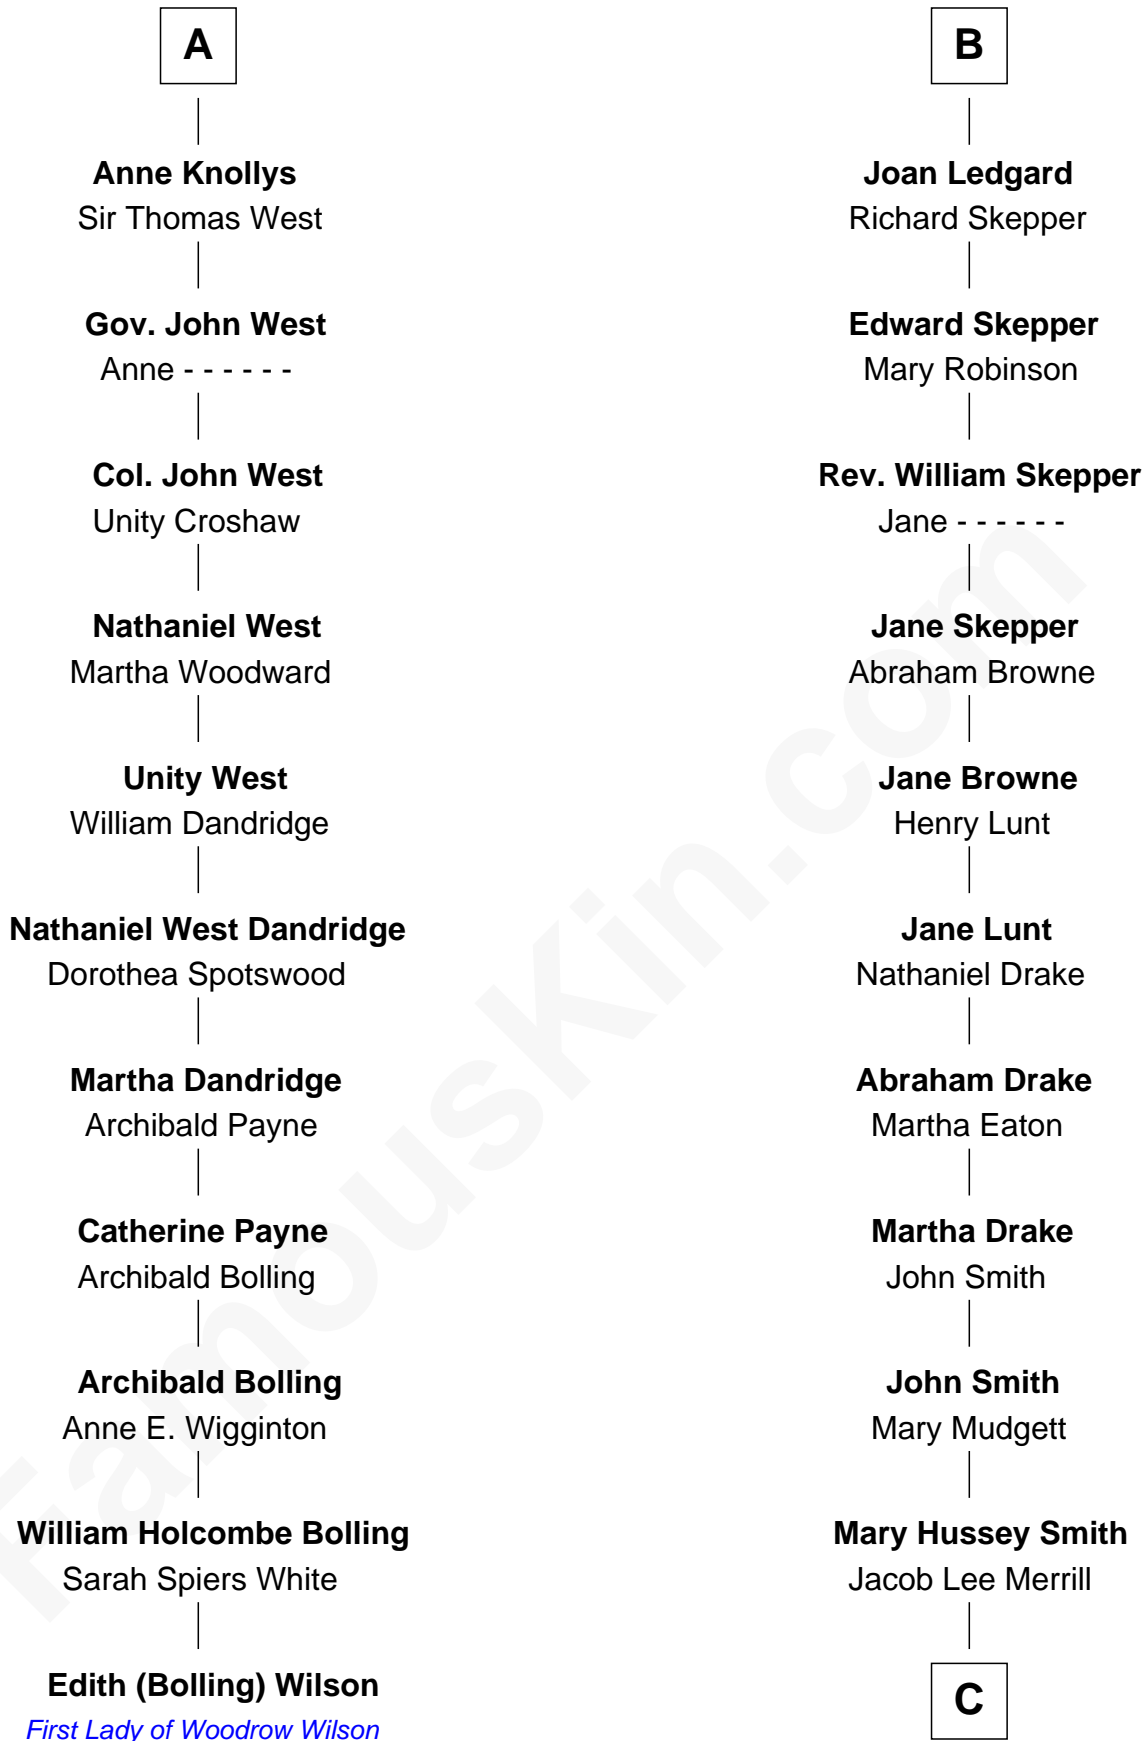 A
Anne Knollys
Sir Thomas West
Gov. John West
Anne - - - - - -
Col. John West
Unity Croshaw
Nathaniel West
Martha Woodward
Unity West
William Dandridge
Nathaniel West Dandridge
Dorothea Spotswood
Martha Dandridge
Archibald Payne
Catherine Payne
Archibald Bolling
Archibald Bolling
Anne E. Wigginton
William Holcombe Bolling
Sarah Spiers White
Edith (Bolling) Wilson
First Lady of Woodrow Wilson
B
Joan Ledgard
Richard Skepper
Edward Skepper
Mary Robinson
Rev. William Skepper
Jane - - - - - -
Jane Skepper
Abraham Browne
Jane Browne
Henry Lunt
Jane Lunt
Nathaniel Drake
Abraham Drake
Martha Eaton
Martha Drake
John Smith
John Smith
Mary Mudgett
Mary Hussey Smith
Jacob Lee Merrill
C
FamousKin.com